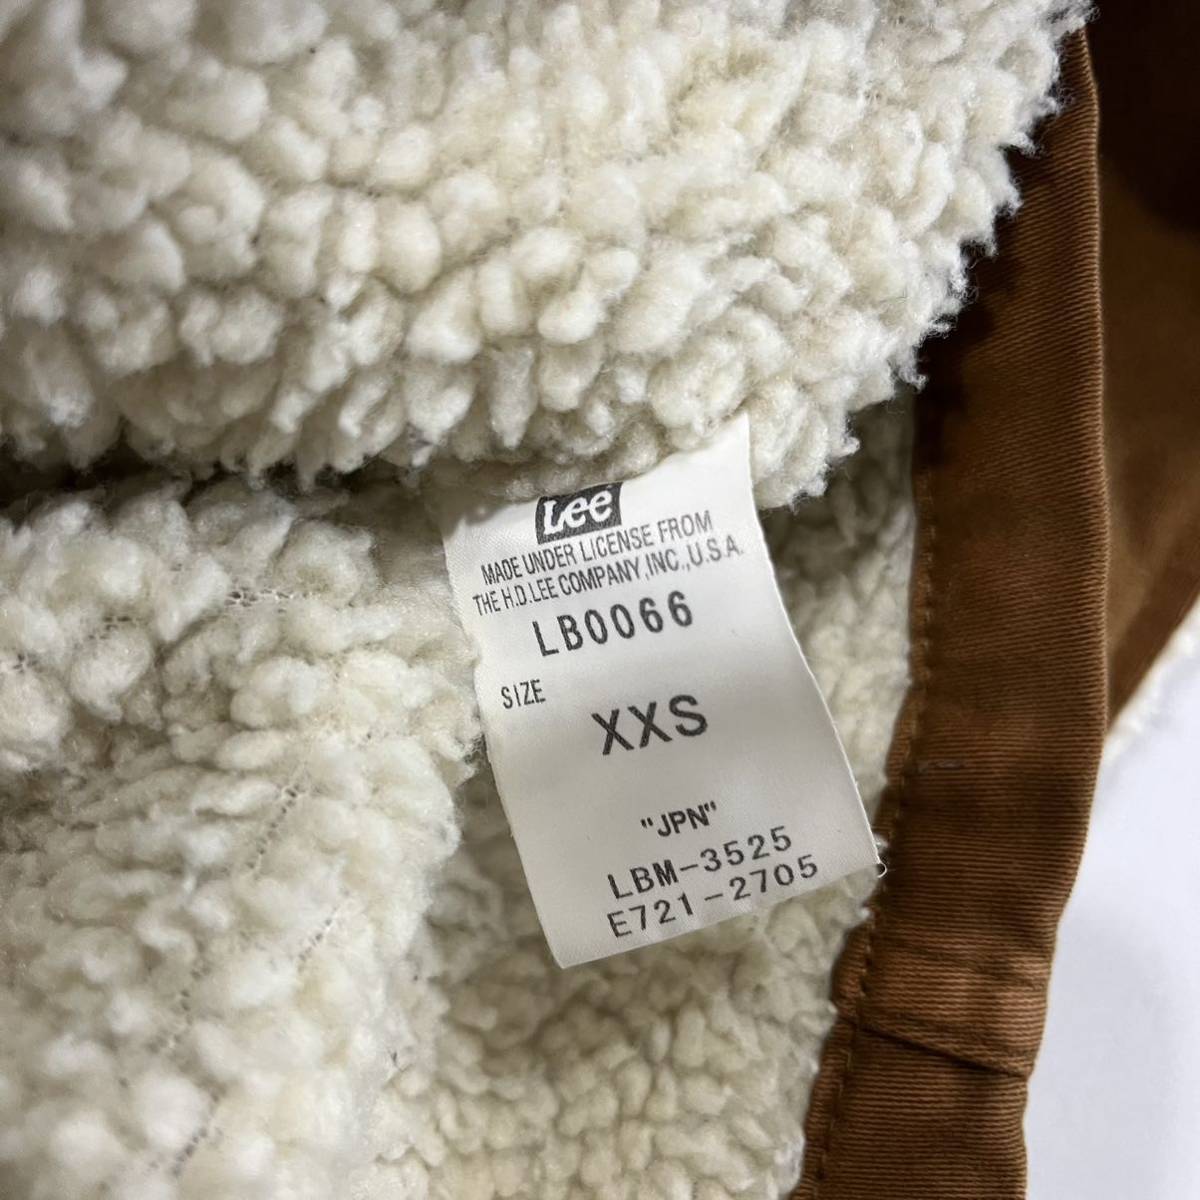 Lee
MADE UNDER LICENSE FROM
THE H.D.LEE COMPANY,INC.,U.S.A.
LB0066
SIZE
XXS
"JPN"
LBM-3525
E721-2705